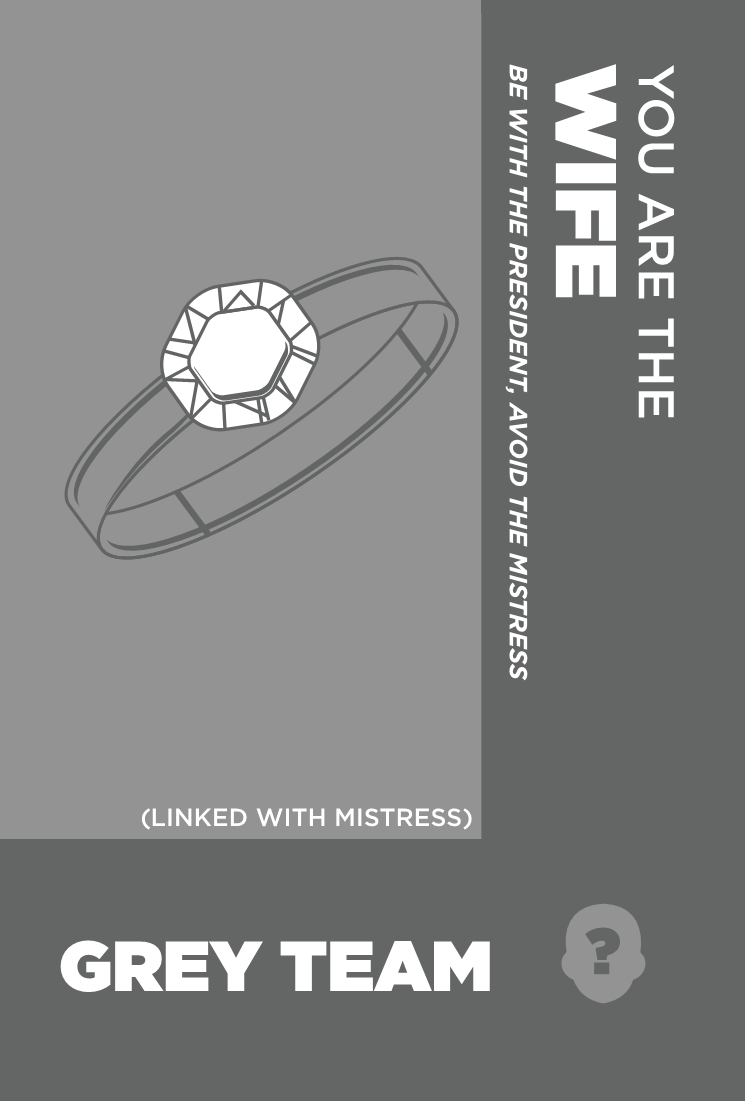 YOU ARE THE
WIFE
BE WITH THE PRESIDENT, AVOID THE MISTRESS
(LINKED WITH MISTRESS)
GREY TEAM
?